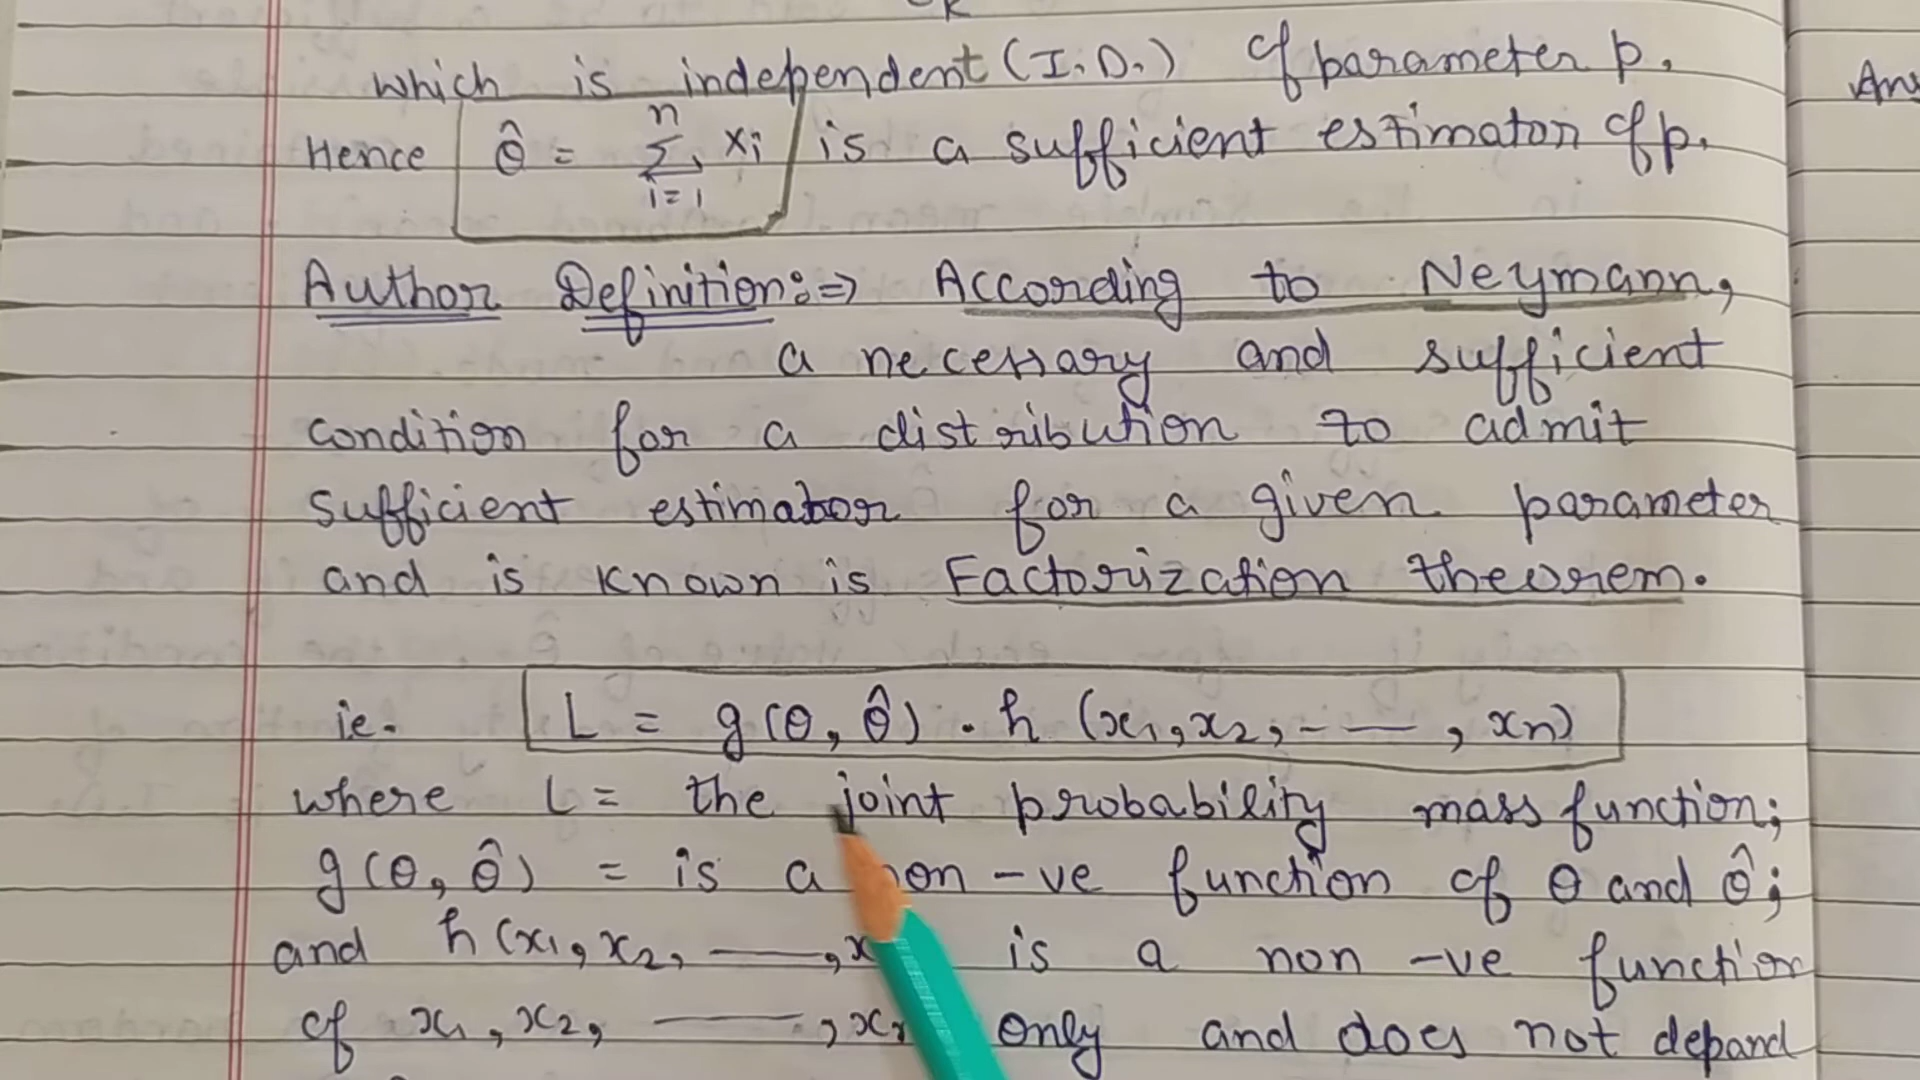 k
which is independent (I.D.) of parameter p.
Hence θ̂ = n Σ i=1 xi is a sufficient estimator of p.
Author Definition:⇒ According to Neymann,
a necessary and sufficient
condition for a distribution to admit
sufficient estimator for a given parameter
and is known is Factorization theorem.
ie. L = g(θ, θ̂) . h (x1, x2, - - —, xn)
where L = the joint probability mass function;
g(θ, θ̂) = is a non -ve function of θ and θ̂;
and h(x1, x2, ——, x is a non -ve function
of x1, x2, ——, xn only and does not depand
Ans